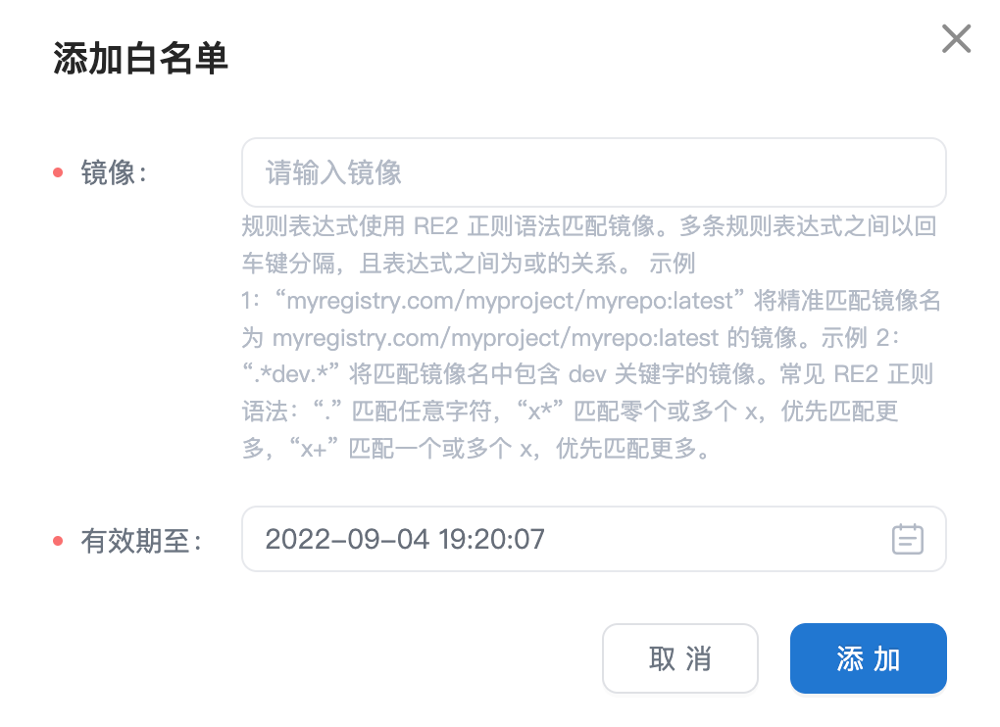 添加白名单
镜像：
请输入镜像
规则表达式使用 RE2 正则语法匹配镜像。多条规则表达式之间以回
车键分隔，且表达式之间为或的关系。 示例
1：“myregistry.com/myproject/myrepo:latest” 将精准匹配镜像名
为 myregistry.com/myproject/myrepo:latest 的镜像。示例 2：
“.*dev.*” 将匹配镜像名中包含 dev 关键字的镜像。常见 RE2 正则
语法：“.” 匹配任意字符，“x*” 匹配零个或多个 x，优先匹配更
多，“x+” 匹配一个或多个 x，优先匹配更多。
有效期至：
2022-09-04 19:20:07
取 消
添 加